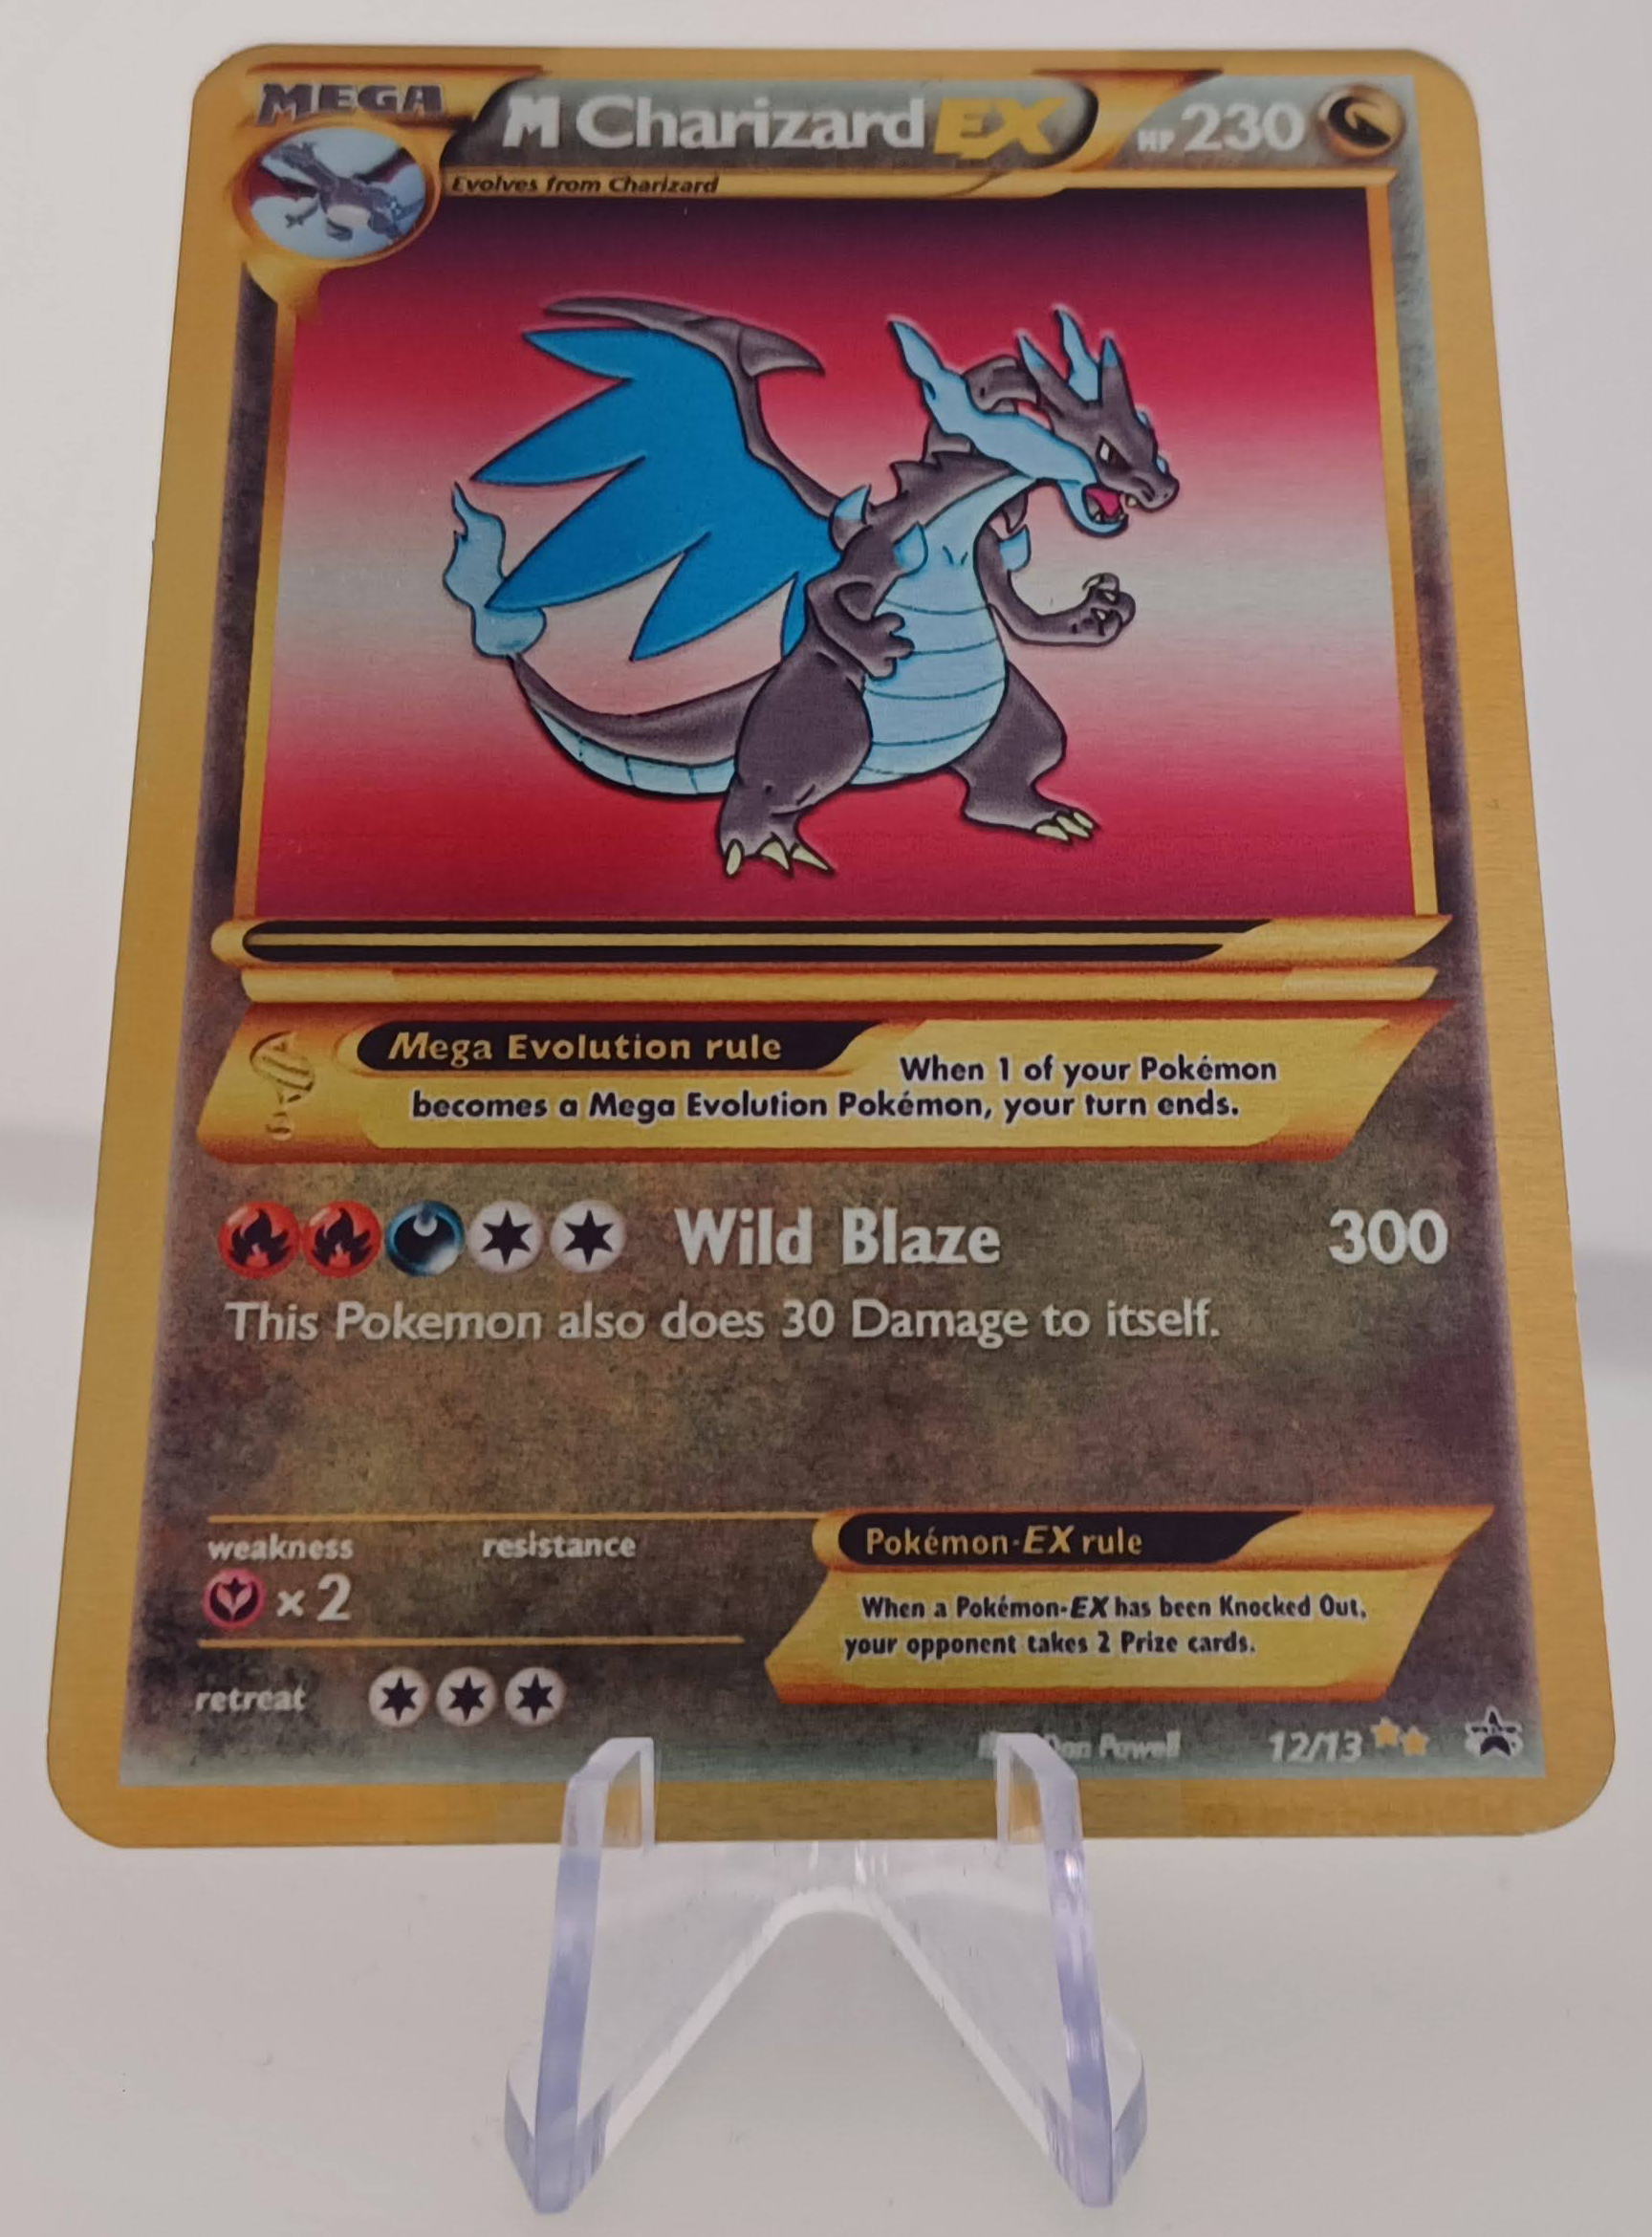 MEGA
M Charizard EX HP 230
Evolves from Charizard
Mega Evolution rule
When 1 of your Pokémon
becomes a Mega Evolution Pokémon, your turn ends.
Wild Blaze 300
This Pokemon also does 30 Damage to itself.
weakness resistance
×2
Pokémon-EX rule
When a Pokémon-EX has been Knocked Out,
your opponent takes 2 Prize cards.
retreat
Powell 12/13